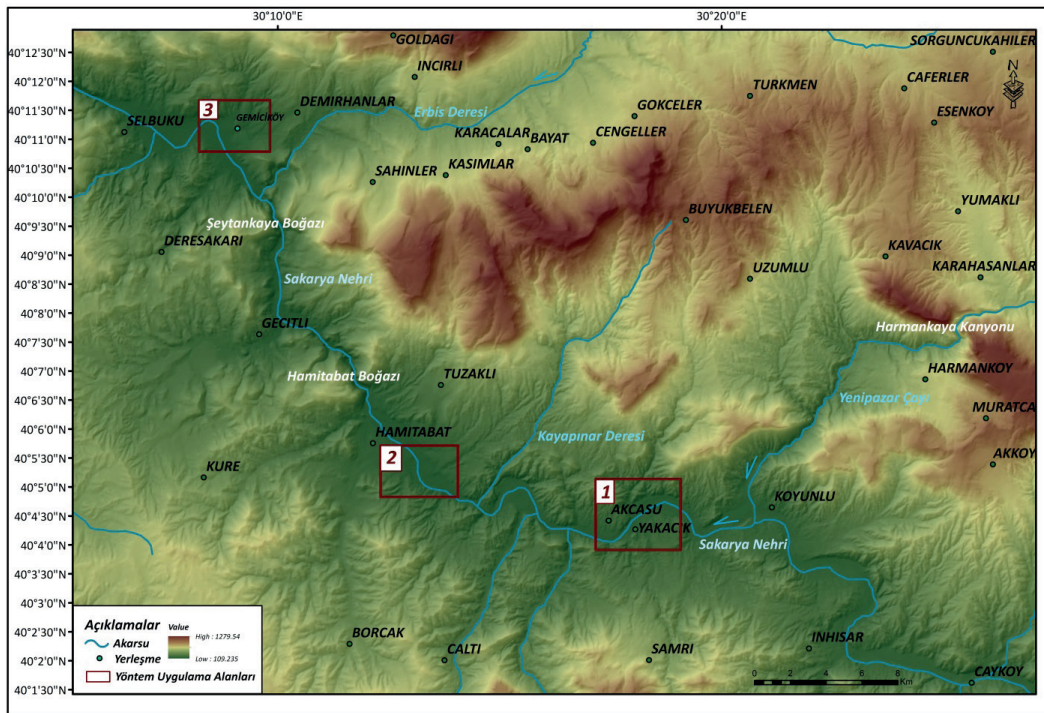 30°10'0"E
30°20'0"E
40°12'30"N
40°12'0"N
40°11'30"N
40°11'0"N
40°10'30"N
40°10'0"N
40°9'30"N
40°9'0"N
40°8'30"N
40°8'0"N
40°7'30"N
40°7'0"N
40°6'30"N
40°6'0"N
40°5'30"N
40°5'0"N
40°4'30"N
40°4'0"N
40°3'30"N
40°3'0"N
40°2'30"N
40°2'0"N
40°1'30"N
GOLDAGI
SORGUNCUKAHILER
N
INCIRLI
TURKMEN
CAFERLER
3
GEMICIKÖY
DEMIRHANLAR
Erbis Deresi
GOKCELER
ESENKOY
SELBUKU
KARACALAR
BAYAT
CENGELLER
SAHINLER
KASIMLAR
BUYUKBELEN
YUMAKLI
Şeytankaya Boğazı
DERESAKARI
KAVACIK
Sakarya Nehri
UZUMLU
KARAHASANLAR
GECITLI
Harmankaya Kanyonu
Hamitabat Boğazı
TUZAKLI
HARMANKOY
Yenipazar Çayı
MURATCA
HAMITABAT
Kayapınar Deresi
2
AKKOY
KURE
1
AKCASU
YAKACIK
KOYUNLU
Sakarya Nehri
BORCAK
CALTI
SAMRI
INHISAR
CAYKOY
Açıklamalar
Akarsu
Yerleşme
Yöntem Uygulama Alanları
Value
High : 1279.54
Low : 109.235
0 2 4 6 8
Km